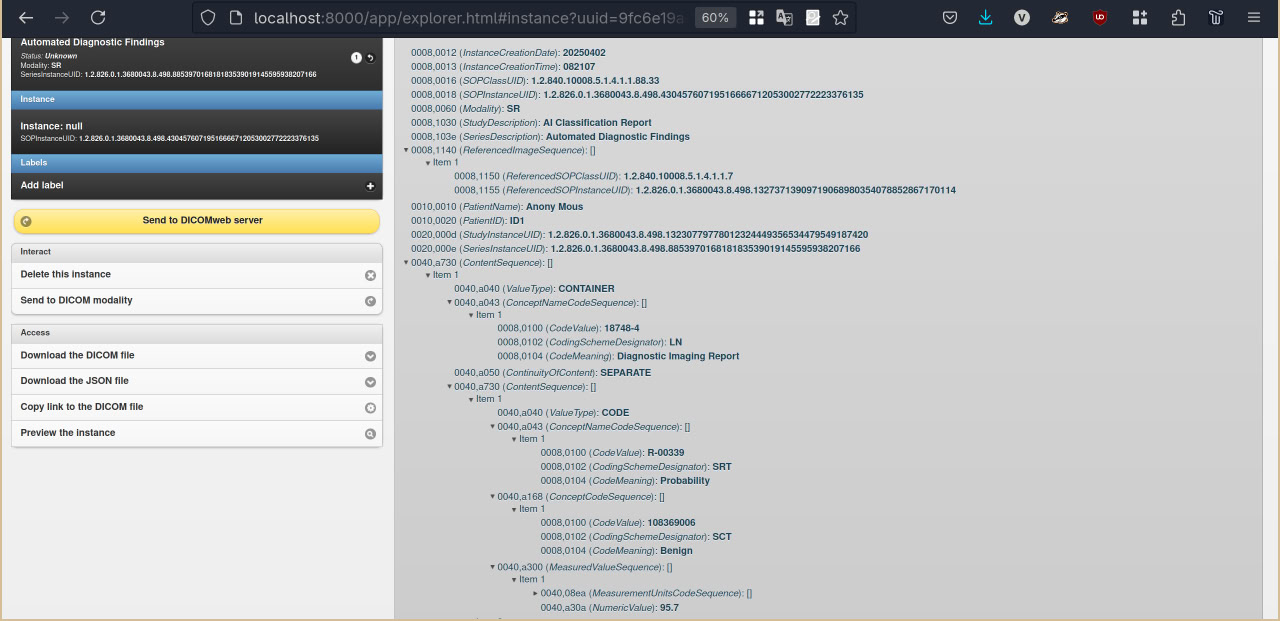 localhost:8000/app/explorer.html#instance?uuid=9fc6e19a
60%
Automated Diagnostic Findings
Status: Unknown
Modality: SR
SeriesInstanceUID: 1.2.826.0.1.3680043.8.498.88539701681818353901914559593820​7166
1
Instance
Instance: null
SOPInstanceUID: 1.2.826.0.1.3680043.8.498.43045760719516666712053002772223376135
Labels
Add label
Send to DICOMweb server
Interact
Delete this instance
Send to DICOM modality
Access
Download the DICOM file
Download the JSON file
Copy link to the DICOM file
Preview the instance
0008,0012 (InstanceCreationDate): 20250402
0008,0013 (InstanceCreationTime): 082107
0008,0016 (SOPClassUID): 1.2.840.10008.5.1.4.1.1.88.33
0008,0018 (SOPInstanceUID): 1.2.826.0.1.3680043.8.498.43045760719516666712053002772223376135
0008,0060 (Modality): SR
0008,1030 (StudyDescription): AI Classification Report
0008,103e (SeriesDescription): Automated Diagnostic Findings
0008,1140 (ReferencedImageSequence): []
Item 1
0008,1150 (ReferencedSOPClassUID): 1.2.840.10008.5.1.4.1.1.7
0008,1155 (ReferencedSOPInstanceUID): 1.2.826.0.1.3680043.8.498.13273713909719068980354078852867170114
0010,0010 (PatientName): Anony Mous
0010,0020 (PatientID): ID1
0020,000d (StudyInstanceUID): 1.2.826.0.1.3680043.8.498.13230779778012324449356534479549187420
0020,000e (SeriesInstanceUID): 1.2.826.0.1.3680043.8.498.88539701681818353901914559593820​7166
0040,a730 (ContentSequence): []
Item 1
0040,a040 (ValueType): CONTAINER
0040,a043 (ConceptNameCodeSequence): []
Item 1
0008,0100 (CodeValue): 18748-4
0008,0102 (CodingSchemeDesignator): LN
0008,0104 (CodeMeaning): Diagnostic Imaging Report
0040,a050 (ContinuityOfContent): SEPARATE
0040,a730 (ContentSequence): []
Item 1
0040,a040 (ValueType): CODE
0040,a043 (ConceptNameCodeSequence): []
Item 1
0008,0100 (CodeValue): R-00339
0008,0102 (CodingSchemeDesignator): SRT
0008,0104 (CodeMeaning): Probability
0040,a168 (ConceptCodeSequence): []
Item 1
0008,0100 (CodeValue): 108369006
0008,0102 (CodingSchemeDesignator): SCT
0008,0104 (CodeMeaning): Benign
0040,a300 (MeasuredValueSequence): []
Item 1
0040,08ea (MeasurementUnitsCodeSequence): []
0040,a30a (NumericValue): 95.7